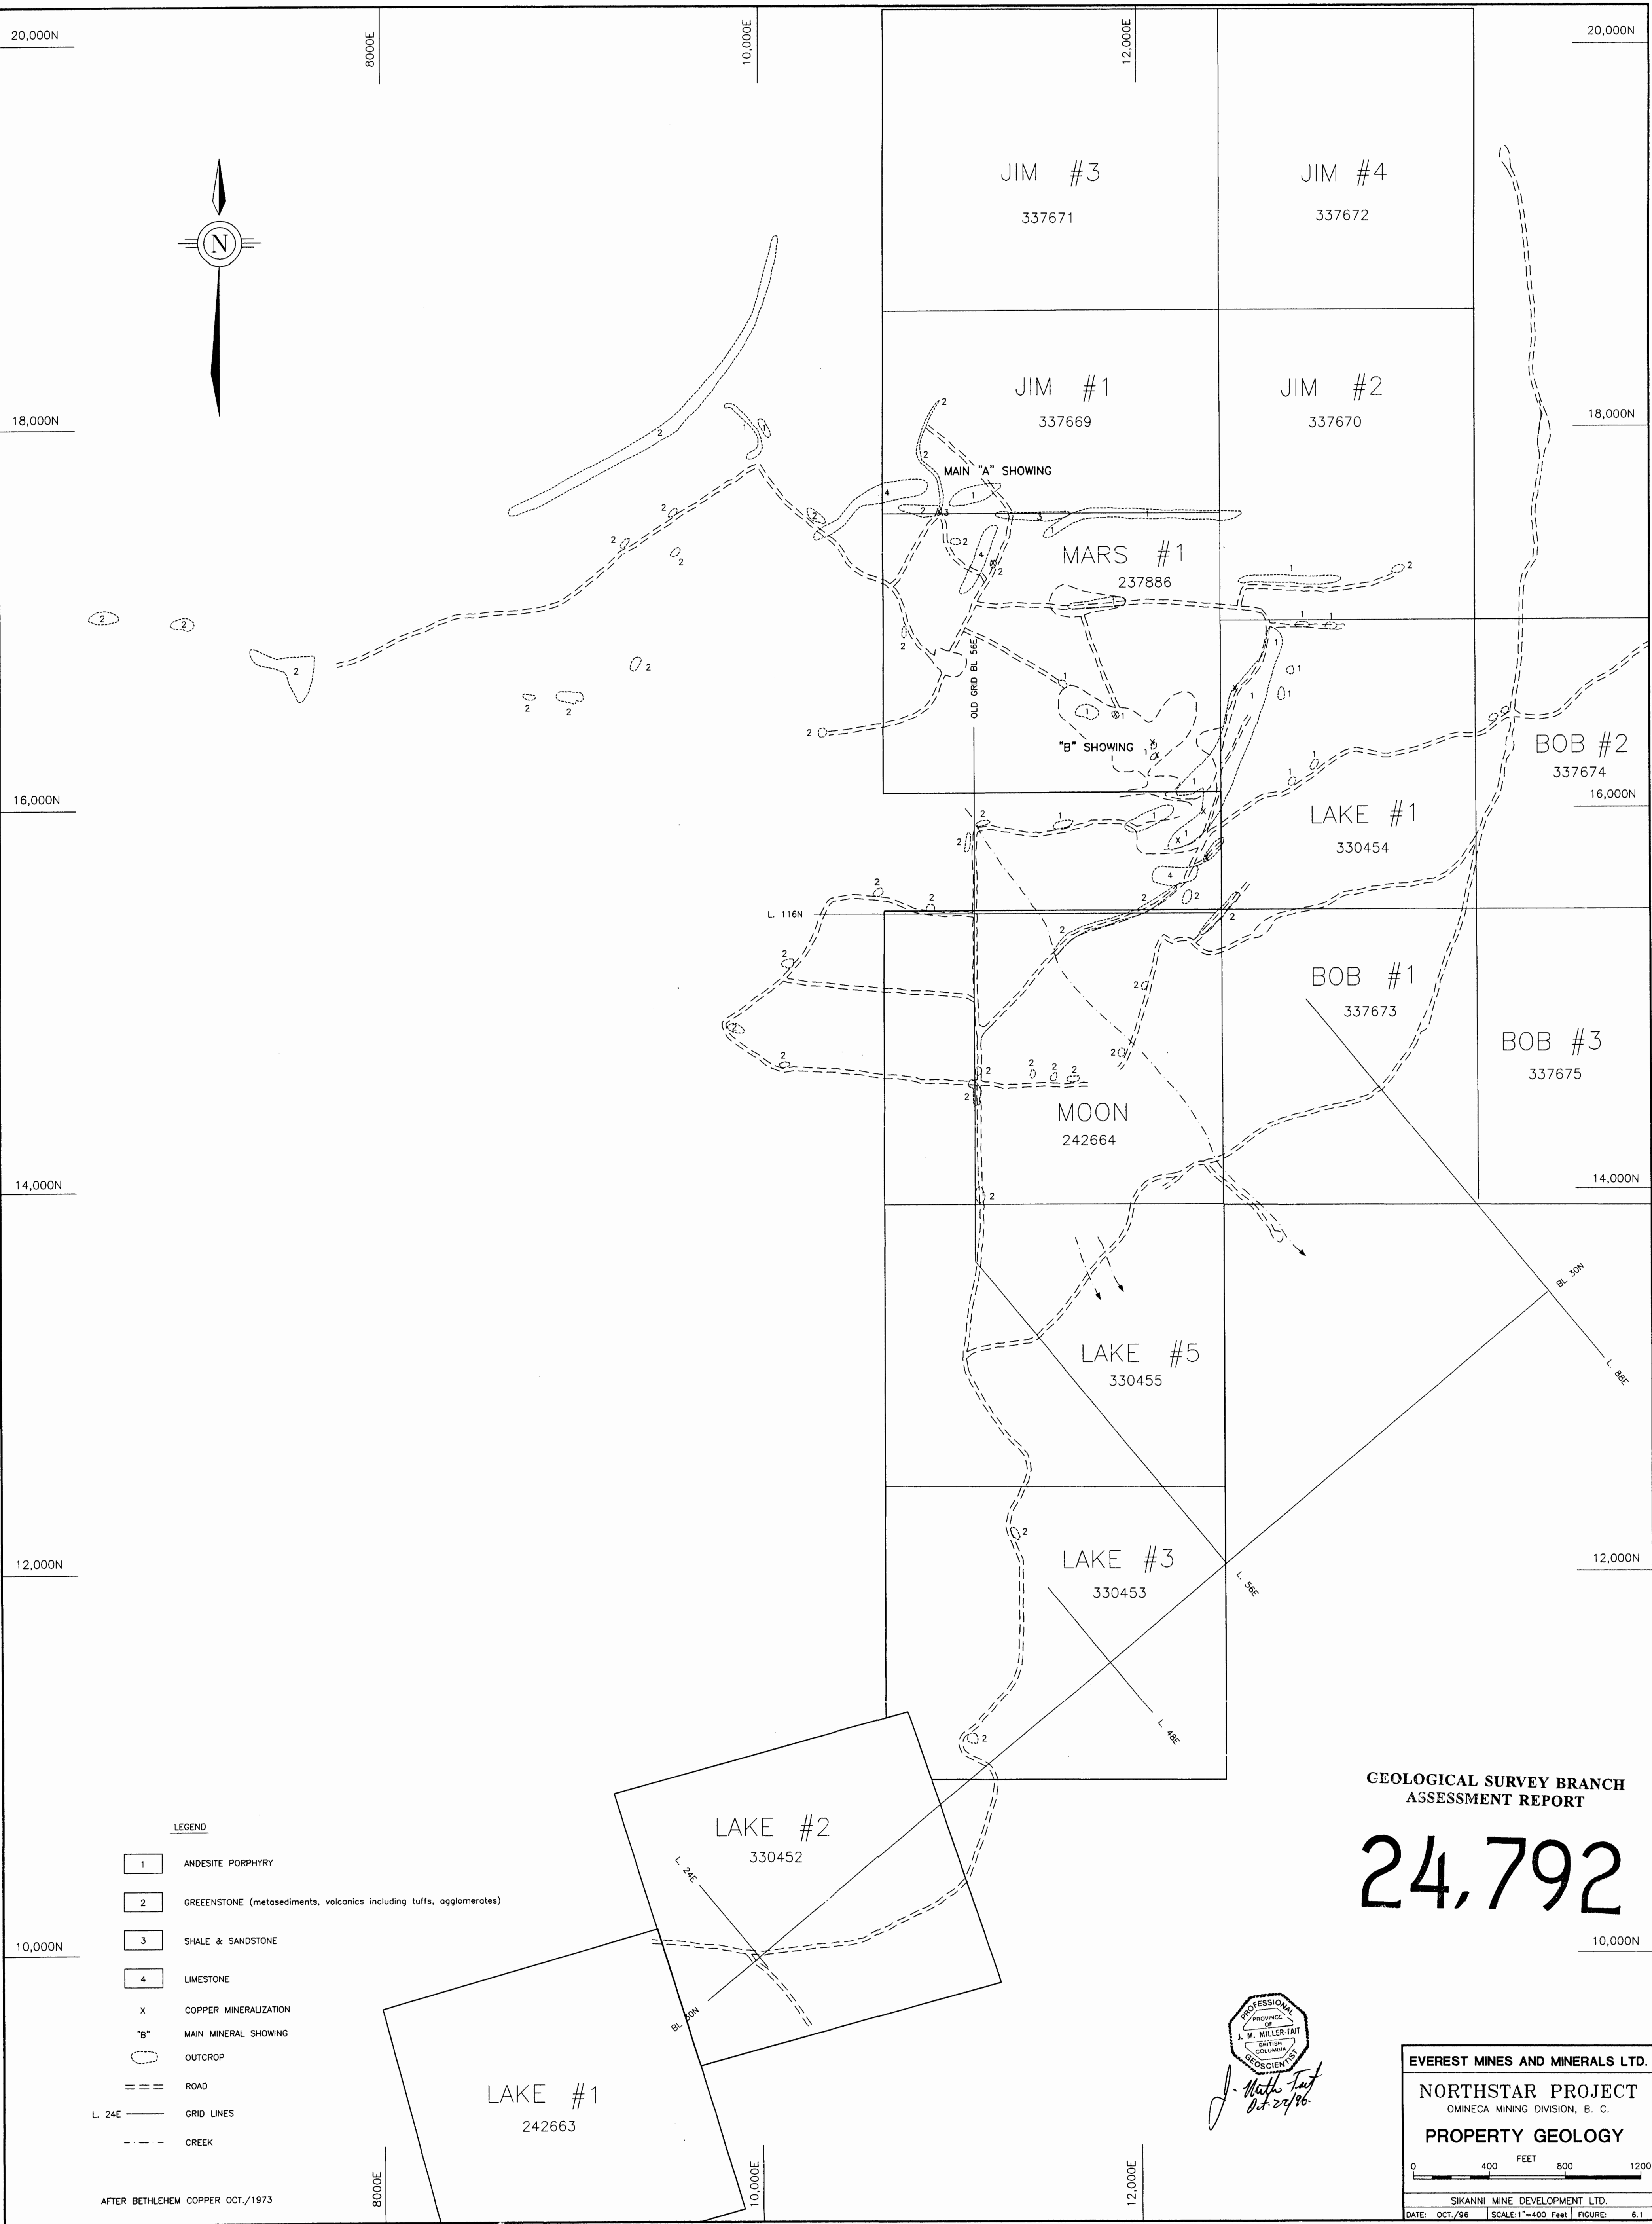 20,000N
8000E
10,000E
12,000E
20,000N
N
JIM #3
337671
JIM #4
337672
JIM #1
337669
JIM #2
337670
18,000N
18,000N
MAIN "A" SHOWING
MARS #1
237886
OLD GRID BL 56E
"B" SHOWING
BOB #2
337674
16,000N
16,000N
LAKE #1
330454
L. 116N
BOB #1
337673
BOB #3
337675
MOON
242664
14,000N
14,000N
BL 30N
LAKE #5
330455
L. 88E
LAKE #3
330453
12,000N
12,000N
L. 56E
L. 48E
GEOLOGICAL SURVEY BRANCH
ASSESSMENT REPORT
24,792
LAKE #2
330452
L. 24E
BL 30N
LAKE #1
242663
10,000N
10,000N
LEGEND
1 ANDESITE PORPHYRY
2 GREEENSTONE (metasediments, volcanics including tuffs, agglomerates)
3 SHALE & SANDSTONE
4 LIMESTONE
X COPPER MINERALIZATION
"B" MAIN MINERAL SHOWING
OUTCROP
ROAD
L. 24E GRID LINES
CREEK
AFTER BETHLEHEM COPPER OCT./1973
8000E
10,000E
12,000E
PROFESSIONAL
PROVINCE
OF
J. M. MILLER-TAIT
BRITISH
COLUMBIA
GEOSCIENTIST
Oct. 22/96
EVEREST MINES AND MINERALS LTD.
NORTHSTAR PROJECT
OMINECA MINING DIVISION, B. C.
PROPERTY GEOLOGY
FEET
0 400 800 1200
SIKANNI MINE DEVELOPMENT LTD.
DATE: OCT./96 SCALE:1"=400 Feet FIGURE: 6.1